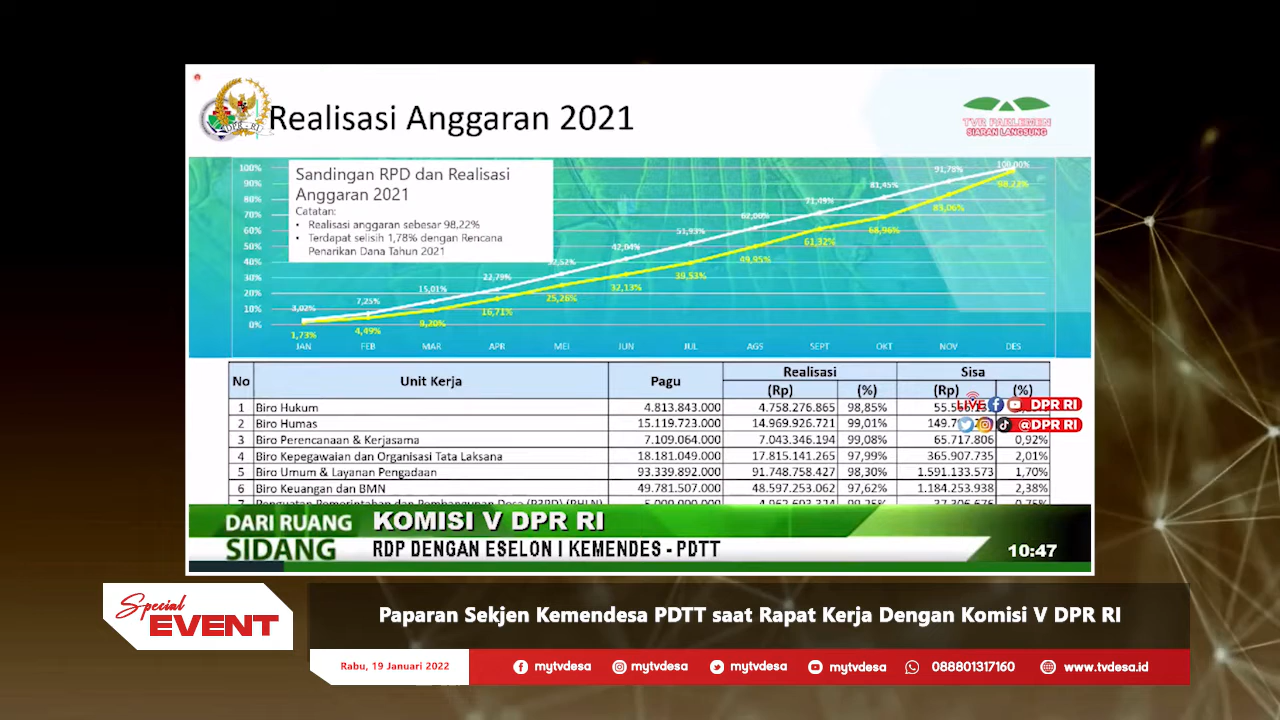 Realisasi Anggaran 2021
DPR - RI
TVR PARLEMEN
SIARAN LANGSUNG
Sandingan RPD dan Realisasi
Anggaran 2021
Catatan:
• Realisasi anggaran sebesar 98,22%
• Terdapat selisih 1,78% dengan Rencana
Penarikan Dana Tahun 2021
100%
90%
80%
70%
60%
50%
40%
30%
20%
10%
0%
3,02% 7,25% 15,01% 22,79% 32,52% 42,04% 51,93% 62,00% 71,49% 81,45% 91,78% 100,00%
1,73% 4,49% 9,20% 16,71% 25,26% 32,13% 39,53% 49,95% 61,32% 68,96% 83,06% 98,22%
JAN FEB MAR APR MEI JUN JUL AGS SEPT OKT NOV DES
No Unit Kerja Pagu Realisasi Sisa
(Rp) (%) (Rp) (%)
1 Biro Hukum 4.813.843.000 4.758.276.865 98,85%
2 Biro Humas 15.119.723.000 14.969.926.721 99,01%
3 Biro Perencanaan & Kerjasama 7.109.064.000 7.043.346.194 99,08% 65.717.806 0,92%
4 Biro Kepegawaian dan Organisasi Tata Laksana 18.181.049.000 17.815.141.265 97,99% 365.907.735 2,01%
5 Biro Umum & Layanan Pengadaan 93.339.892.000 91.748.758.427 98,30% 1.591.133.573 1,70%
6 Biro Keuangan dan BMN 49.781.507.000 48.597.253.062 97,62% 1.184.253.938 2,38%
LIVE DPR RI
@DPR RI
DARI RUANG
SIDANG
KOMISI V DPR RI
RDP DENGAN ESELON I KEMENDES - PDTT
10:47
Special
EVENT
Paparan Sekjen Kemendesa PDTT saat Rapat Kerja Dengan Komisi V DPR RI
Rabu, 19 Januari 2022
mytvdesa mytvdesa mytvdesa mytvdesa 088801317160 www.tvdesa.id